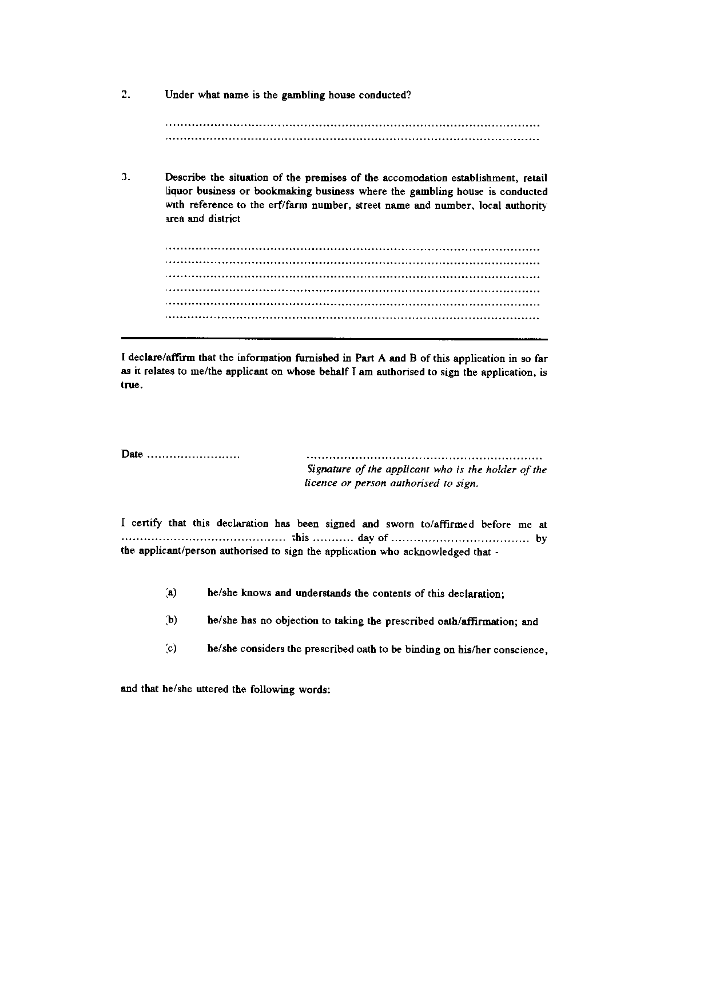 2. Under what name is the gambling house conducted?
..........................................................................................................
..........................................................................................................
3. Describe the situation of the premises of the accomodation establishment, retail
liquor business or bookmaking business where the gambling house is conducted
with reference to the erf/farm number, street name and number, local authority
area and district
..........................................................................................................
..........................................................................................................
..........................................................................................................
..........................................................................................................
..........................................................................................................
..........................................................................................................
I declare/affirm that the information furnished in Part A and B of this application in so far
as it relates to me/the applicant on whose behalf I am authorised to sign the application, is
true.
Date ......................... ................................................................
Signature of the applicant who is the holder of the
licence or person authorised to sign.
I certify that this declaration has been signed and sworn to/affirmed before me at
............................................ this ........... day of ..................................... by
the applicant/person authorised to sign the application who acknowledged that -
(a) he/she knows and understands the contents of this declaration;
(b) he/she has no objection to taking the prescribed oath/affirmation; and
(c) he/she considers the prescribed oath to be binding on his/her conscience,
and that he/she uttered the following words: